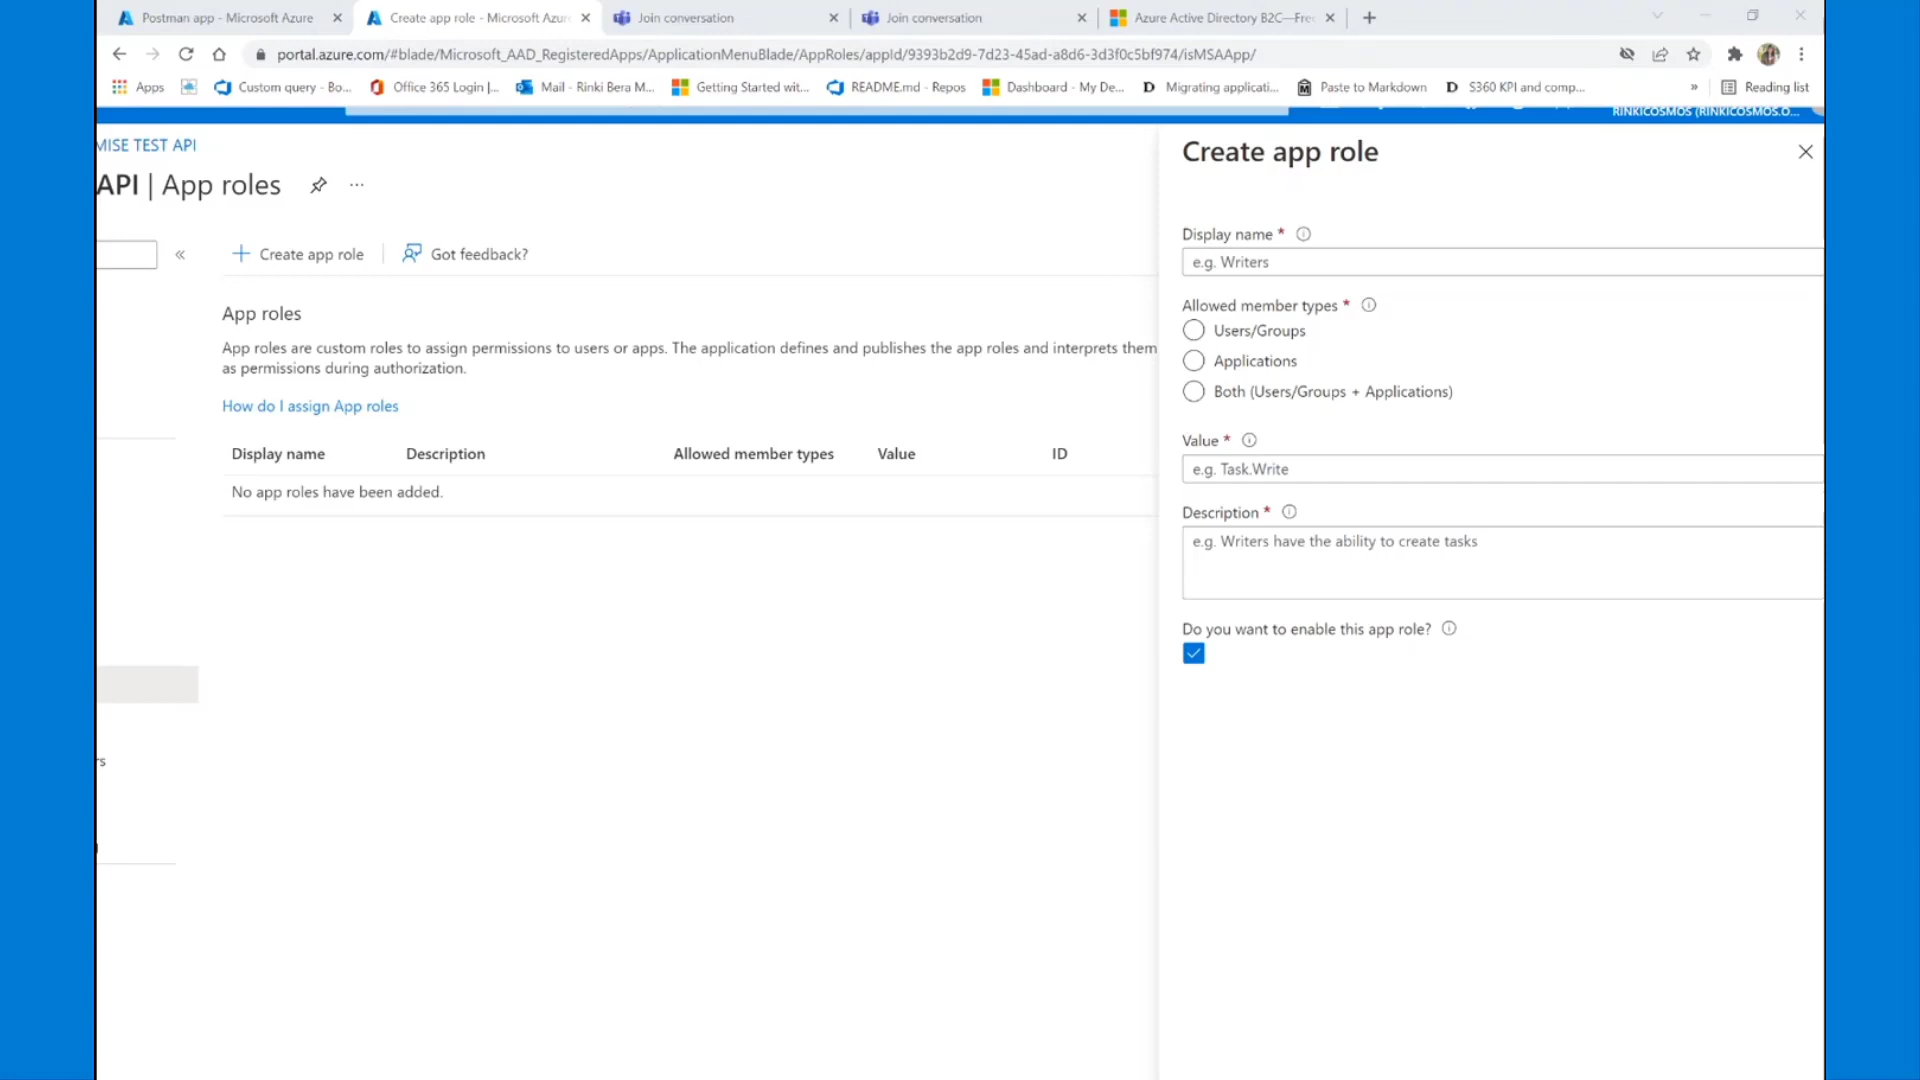 Postman app - Microsoft Azure
Create app role - Microsoft Azur
Join conversation
Join conversation
Azure Active Directory B2C—Fre
portal.azure.com/#blade/Microsoft_AAD_RegisteredApps/ApplicationMenuBlade/AppRoles/appId/9393b2d9-7d23-45ad-a8d6-3d3f0c5bf974/isMSAApp/
Apps
Custom query - Bo...
Office 365 Login |...
Mail - Rinki Bera M...
Getting Started wit...
README.md - Repos
Dashboard - My De...
Migrating applicati...
Paste to Markdown
S360 KPI and comp...
»
Reading list
RINKICOSMOS (RINKICOSMOS.O...
MISE TEST API
API | App roles
...
«
Create app role
Got feedback?
App roles
App roles are custom roles to assign permissions to users or apps. The application defines and publishes the app roles and interprets them
as permissions during authorization.
How do I assign App roles
Display name Description Allowed member types Value ID
No app roles have been added.
rs
Create app role
Display name *
e.g. Writers
Allowed member types *
Users/Groups
Applications
Both (Users/Groups + Applications)
Value *
e.g. Task.Write
Description *
e.g. Writers have the ability to create tasks
Do you want to enable this app role?